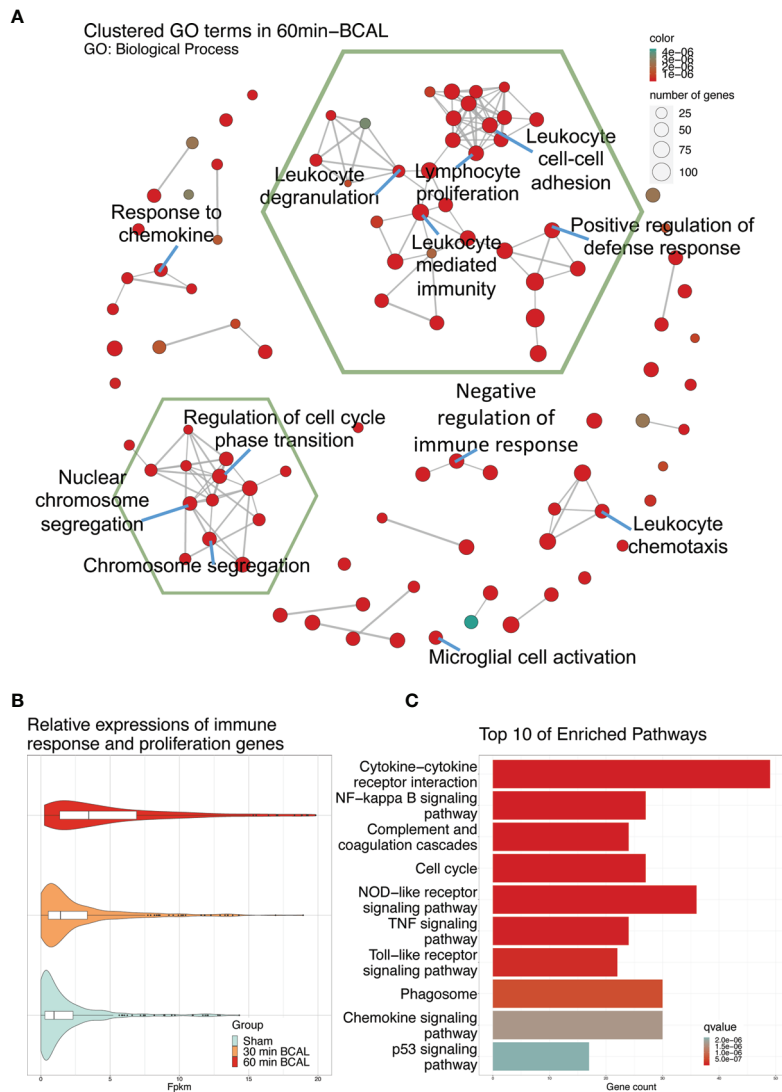 A
Clustered GO terms in 60min−BCAL
GO: Biological Process
color
4e−06
3e−06
2e−06
1e−06
number of genes
25
50
75
100
Leukocyte
cell-cell
adhesion
Leukocyte
degranulation
Lymphocyte
proliferation
Response to
chemokine
Leukocyte
mediated
immunity
Positive regulation of
defense response
Regulation of cell cycle
phase transition
Negative
regulation of
immune response
Nuclear
chromosome
segregation
Leukocyte
chemotaxis
Chromosome segregation
Microglial cell activation
B
Relative expressions of immune
response and proliferation genes
Group
Sham
30 min BCAL
60 min BCAL
0
5
10
15
20
Fpkm
C
Top 10 of Enriched Pathways
Cytokine−cytokine
receptor interaction
NF−kappa B signaling
pathway
Complement and
coagulation cascades
Cell cycle
NOD−like receptor
signaling pathway
TNF signaling
pathway
Toll−like receptor
signaling pathway
Phagosome
Chemokine signaling
pathway
p53 signaling
pathway
qvalue
2.0e−06
1.5e−06
1.0e−06
5.0e−07
0
10
20
30
40
50
Gene count